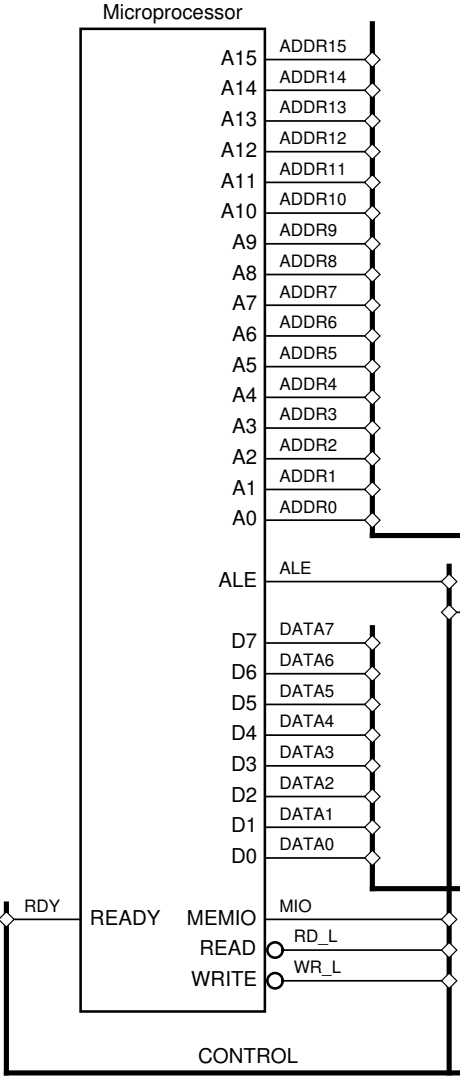 Microprocessor
A15 ADDR15
A14 ADDR14
A13 ADDR13
A12 ADDR12
A11 ADDR11
A10 ADDR10
A9 ADDR9
A8 ADDR8
A7 ADDR7
A6 ADDR6
A5 ADDR5
A4 ADDR4
A3 ADDR3
A2 ADDR2
A1 ADDR1
A0 ADDR0
ALE ALE
D7 DATA7
D6 DATA6
D5 DATA5
D4 DATA4
D3 DATA3
D2 DATA2
D1 DATA1
D0 DATA0
RDY READY MEMIO MIO
READ RD_L
WRITE WR_L
CONTROL